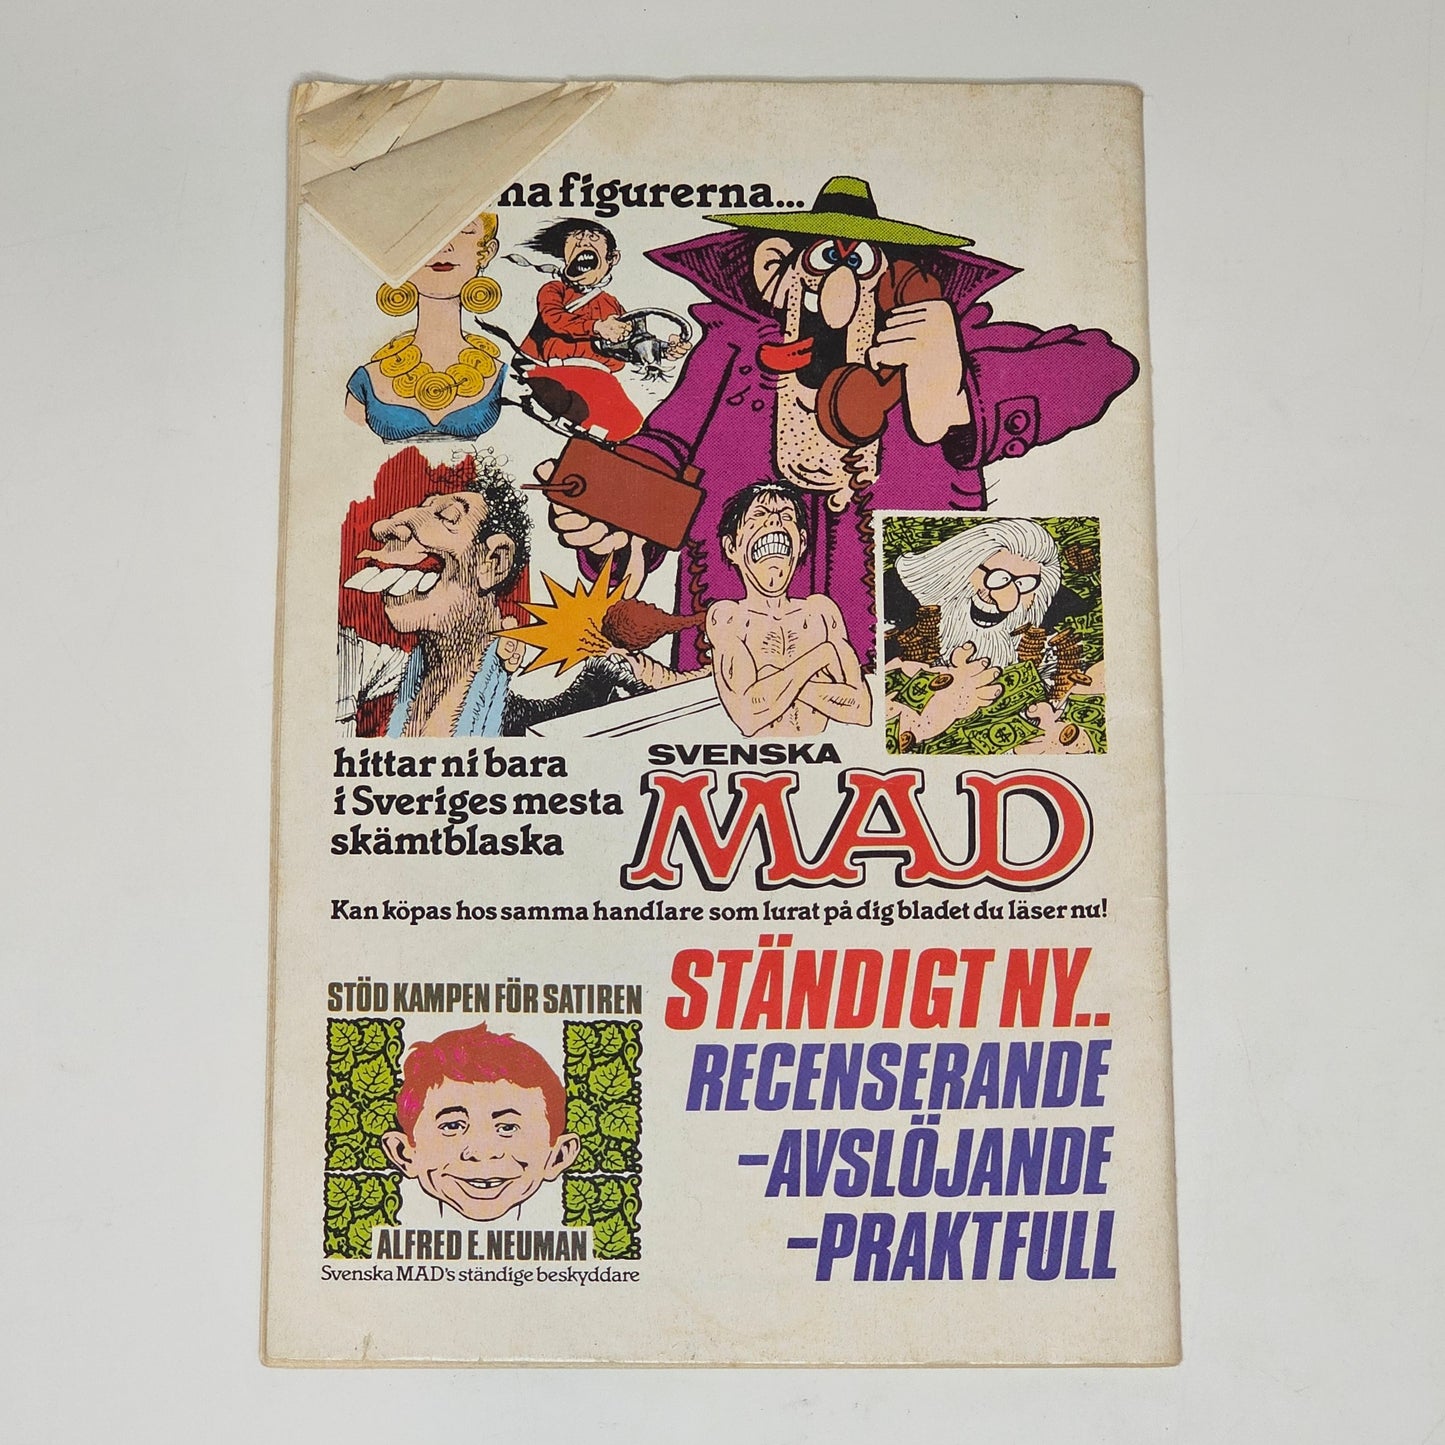 figurerna...
hittar ni bara
i Sveriges mesta
skämtblaska
SVENSKA
MAD
Kan köpas hos samma handlare som lurat på dig bladet du läser nu!
STÖD KAMPEN FÖR SATIREN
ALFRED E. NEUMAN
Svenska MAD's ständige beskyddare
STÄNDIGT NY..
RECENSERANDE
-AVSLÖJANDE
-PRAKTFULL